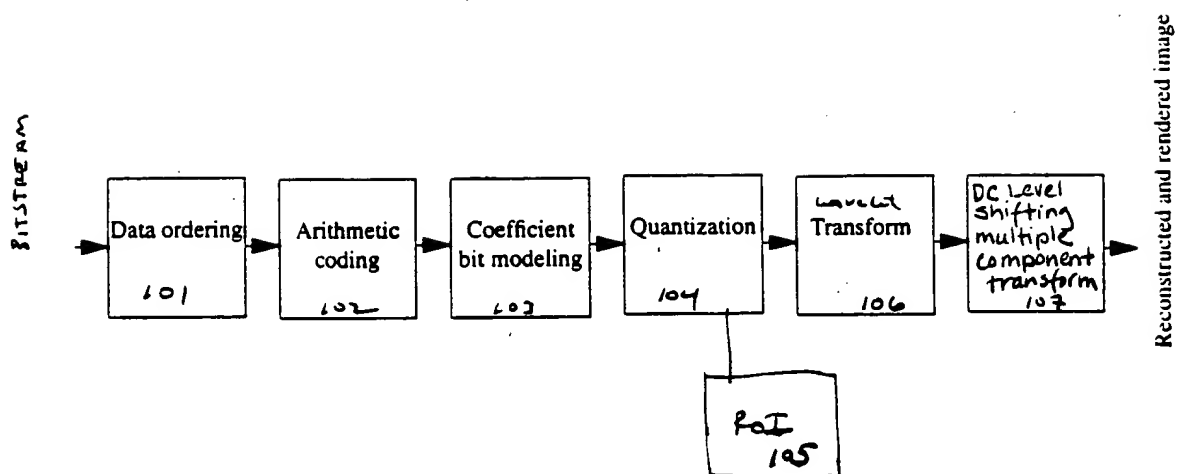 BITSTREAM
Data ordering
101
Arithmetic
coding
102
Coefficient
bit modeling
103
Quantization
104
wavelet
Transform
106
DC Level
shifting
multiple
component
transform
107
RoI
105
Reconstructed and rendered image